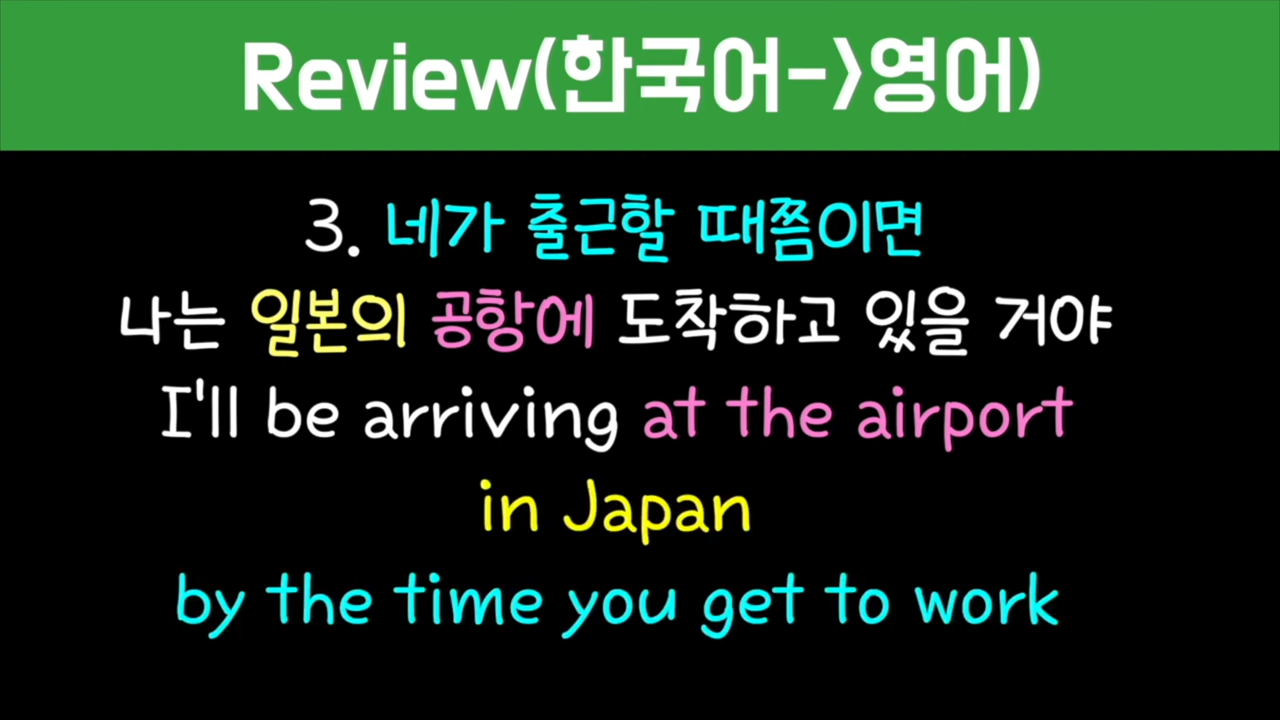 Review(한국어->영어)
3. 네가 출근할 때쯤이면
나는 일본의 공항에 도착하고 있을 거야
I'll be arriving at the airport
in Japan
by the time you get to work